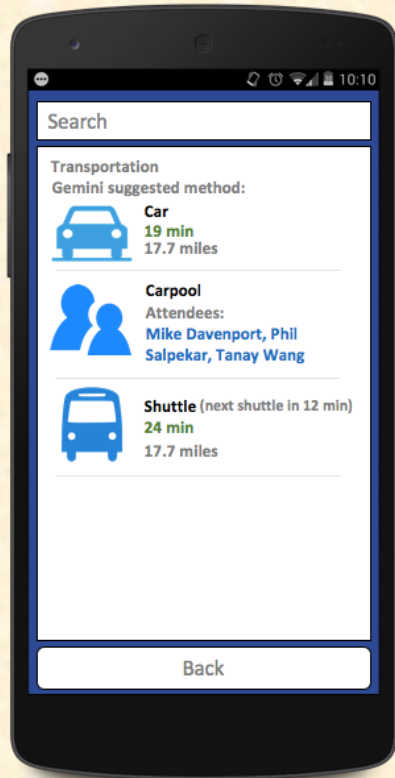 10:10
Search
Transportation
Gemini suggested method:
Car
19 min
17.7 miles
Carpool
Attendees:
Mike Davenport, Phil
Salpekar, Tanay Wang
Shuttle (next shuttle in 12 min)
24 min
17.7 miles
Back